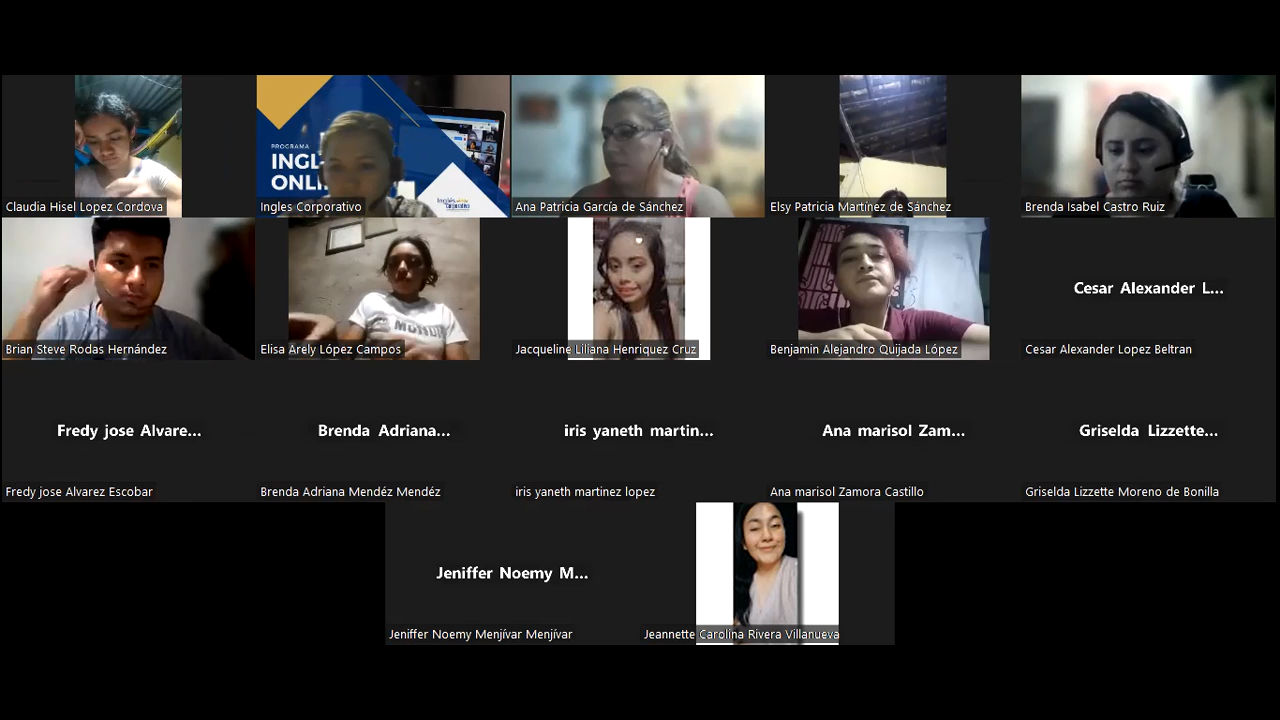 Claudia Hisel Lopez Cordova
PROGRAMA
INGL
ONLI
Inglés
Corporativo
Ingles Corporativo
Ana Patricia García de Sánchez
Elsy Patricia Martínez de Sánchez
Brenda Isabel Castro Ruiz
Brian Steve Rodas Hernández
MUNDI
Elisa Arely López Campos
Jacqueline Liliana Henriquez Cruz
Benjamin Alejandro Quijada López
Cesar Alexander L...
Cesar Alexander Lopez Beltran
Fredy jose Alvare...
Fredy jose Alvarez Escobar
Brenda Adriana...
Brenda Adriana Mendéz Mendéz
iris yaneth martin...
iris yaneth martinez lopez
Ana marisol Zam...
Ana marisol Zamora Castillo
Griselda Lizzette...
Griselda Lizzette Moreno de Bonilla
Jeniffer Noemy M...
Jeniffer Noemy Menjívar Menjívar
Jeannette Carolina Rivera Villanueva